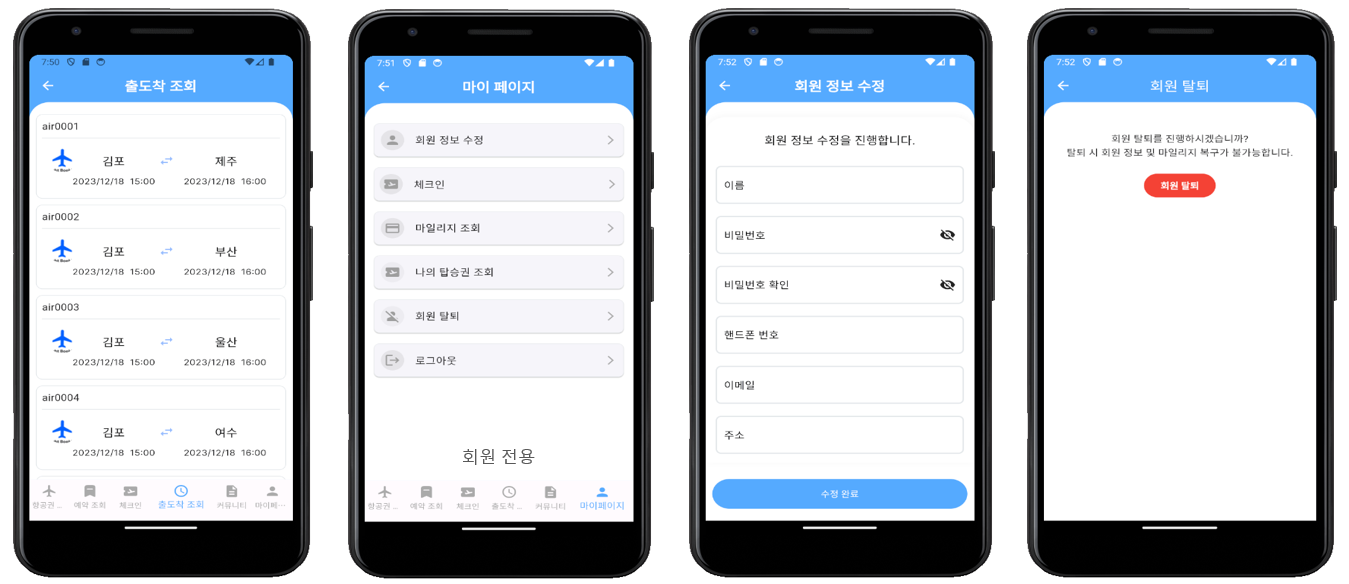 7:50
출도착 조회
air0001
김포 제주
2023/12/18 15:00 2023/12/18 16:00
air0002
김포 부산
2023/12/18 15:00 2023/12/18 16:00
air0003
김포 울산
2023/12/18 15:00 2023/12/18 16:00
air0004
김포 여수
2023/12/18 15:00 2023/12/18 16:00
항공권 ... 예약 조회 체크인 출도착 조회 커뮤니티 마이페...
7:51
마이 페이지
회원 정보 수정
체크인
마일리지 조회
나의 탑승권 조회
회원 탈퇴
로그아웃
회원 전용
항공권 ... 예약 조회 체크인 출도착 ... 커뮤니티 마이페이지
7:52
회원 정보 수정
회원 정보 수정을 진행합니다.
이름
비밀번호
비밀번호 확인
핸드폰 번호
이메일
주소
수정 완료
7:52
회원 탈퇴
회원 탈퇴를 진행하시겠습니까?
탈퇴 시 회원 정보 및 마일리지 복구가 불가능합니다.
회원 탈퇴